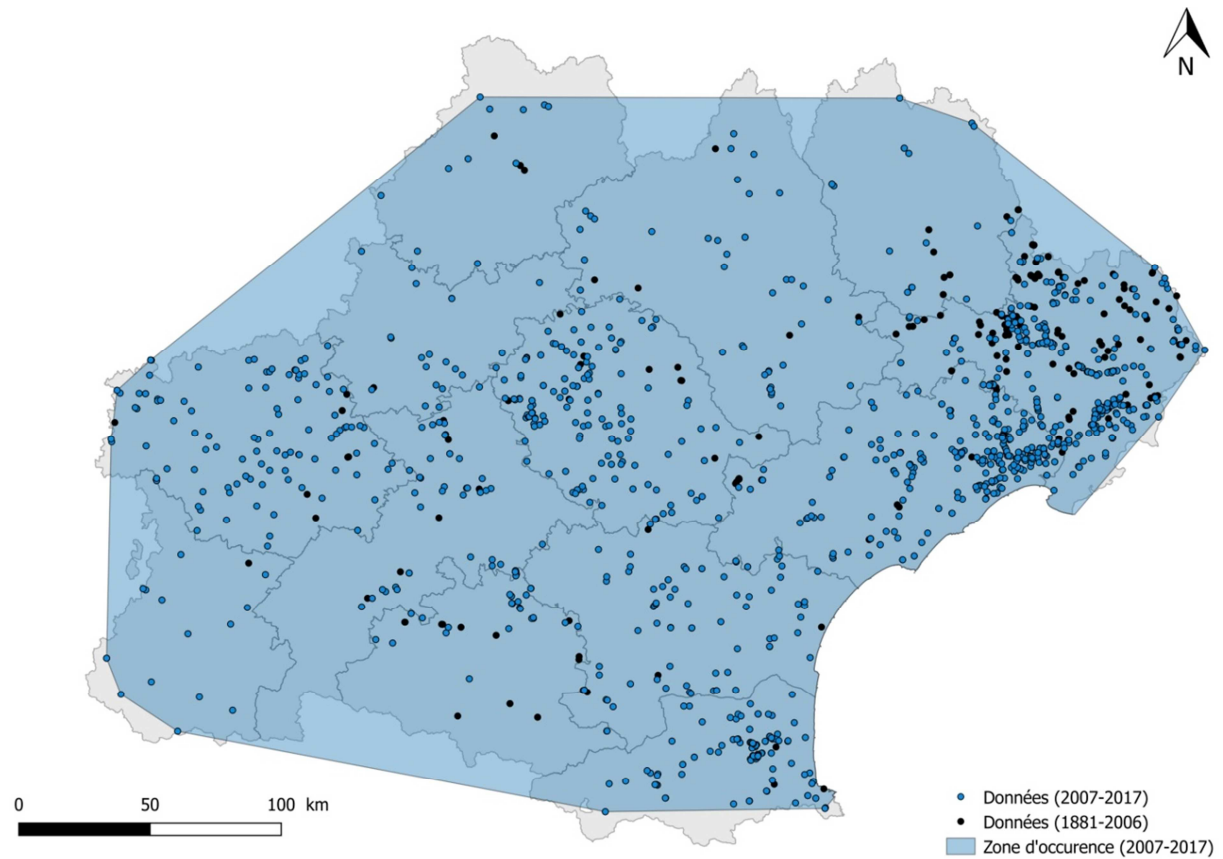 N
0 50 100 km
Données (2007-2017)
Données (1881-2006)
Zone d'occurence (2007-2017)